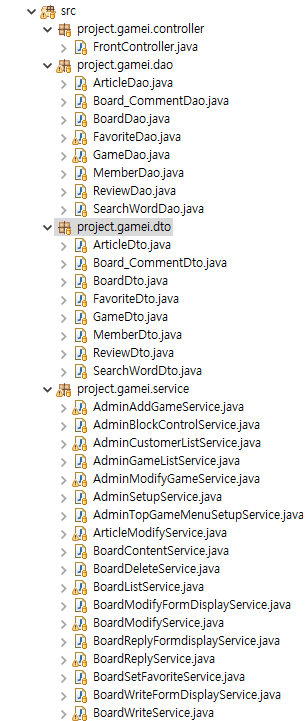 src
project.gamei.controller
FrontController.java
project.gamei.dao
ArticleDao.java
Board_CommentDao.java
BoardDao.java
FavoriteDao.java
GameDao.java
MemberDao.java
ReviewDao.java
SearchWordDao.java
project.gamei.dto
ArticleDto.java
Board_CommentDto.java
BoardDto.java
FavoriteDto.java
GameDto.java
MemberDto.java
ReviewDto.java
SearchWordDto.java
project.gamei.service
AdminAddGameService.java
AdminBlockControlService.java
AdminCustomerListService.java
AdminGameListService.java
AdminModifyGameService.java
AdminSetupService.java
AdminTopGameMenuSetupService.java
ArticleModifyService.java
BoardContentService.java
BoardDeleteService.java
BoardListService.java
BoardModifyFormDisplayService.java
BoardModifyService.java
BoardReplyFormdisplayService.java
BoardReplyService.java
BoardSetFavoriteService.java
BoardWriteFormDisplayService.java
BoardWriteService.java